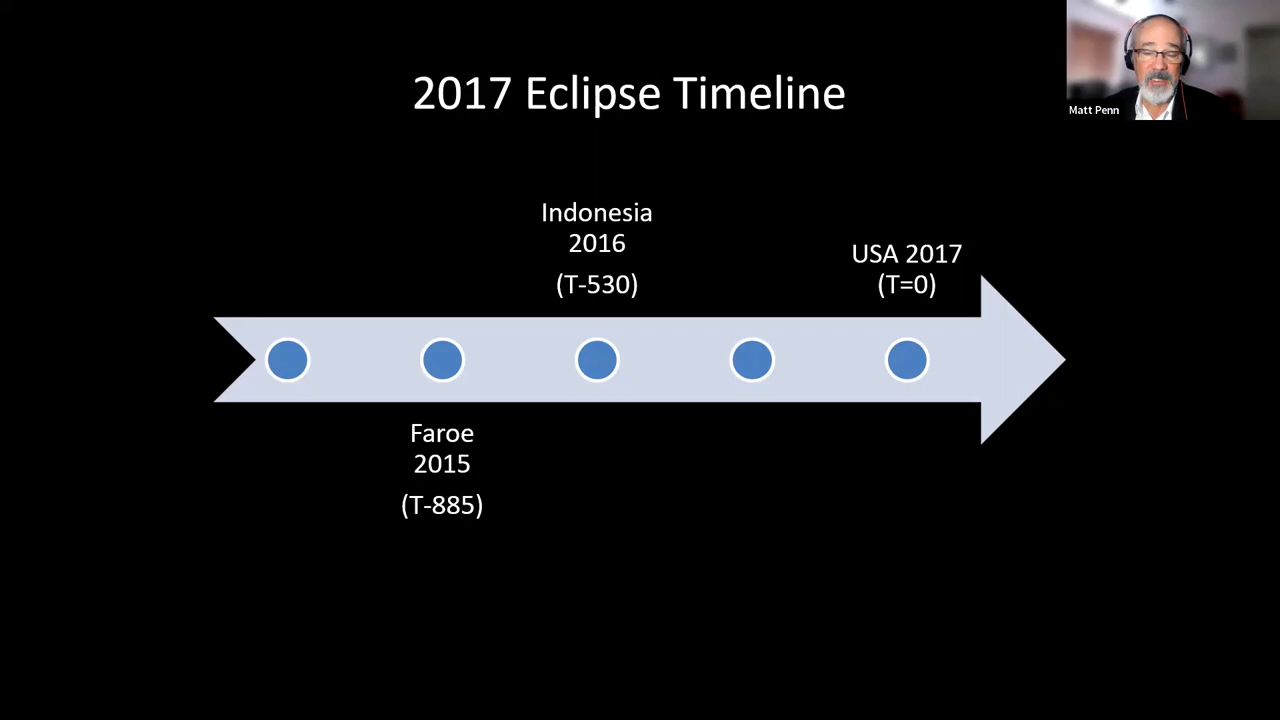 2017 Eclipse Timeline
Matt Penn
Indonesia
2016
(T-530)
USA 2017
(T=0)
Faroe
2015
(T-885)